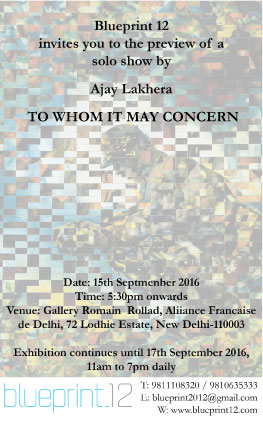 Blueprint 12
invites you to the preview of a
solo show by
Ajay Lakhera
TO WHOM IT MAY CONCERN
Date: 15th Septmenber 2016
Time: 5:30pm onwards
Venue: Gallery Romain Rollad, Aliiance Francaise
de Delhi, 72 Lodhie Estate, New Delhi-110003
Exhibition continues until 17th September 2016,
11am to 7pm daily
blueprint.12
T: 9811108320 / 9810635333
E: blueprint2012@gmail.com
W: www.blueprint12.com